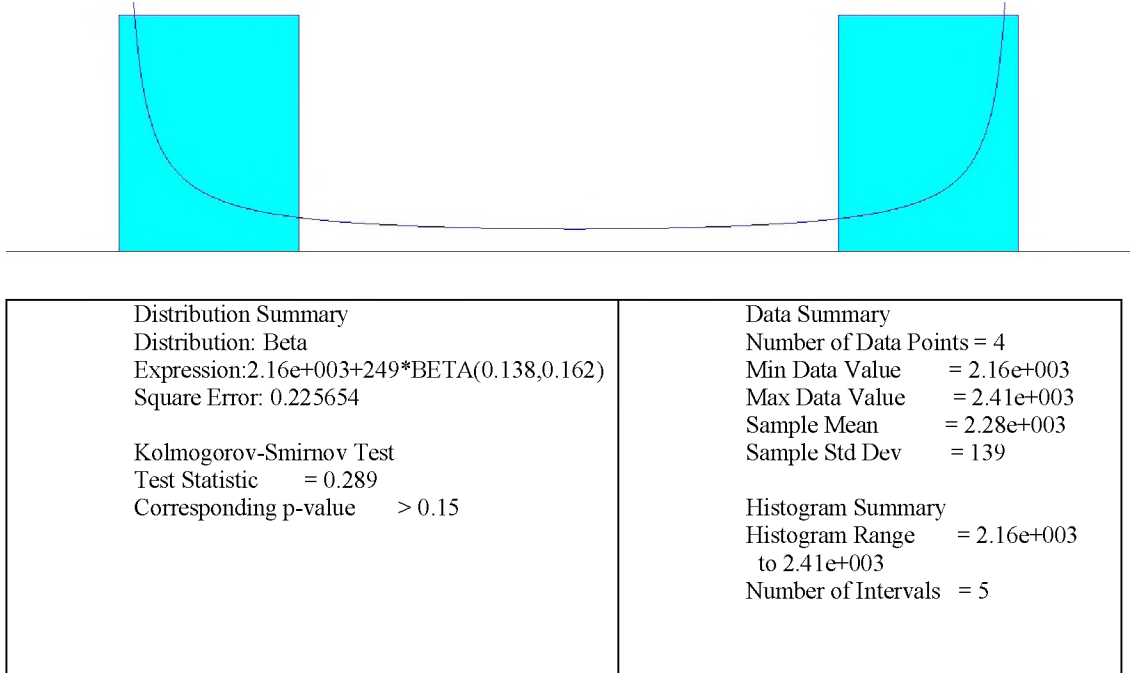 Distribution Summary
Distribution: Beta
Expression:2.16e+003+249*BETA(0.138,0.162)
Square Error: 0.225654
Kolmogorov-Smirnov Test
Test Statistic = 0.289
Corresponding p-value > 0.15
Data Summary
Number of Data Points = 4
Min Data Value = 2.16e+003
Max Data Value = 2.41e+003
Sample Mean = 2.28e+003
Sample Std Dev = 139
Histogram Summary
Histogram Range = 2.16e+003
to 2.41e+003
Number of Intervals = 5